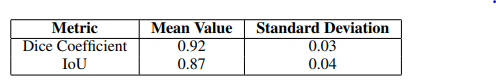 Metric Mean Value Standard Deviation
Dice Coefficient 0.92 0.03
IoU 0.87 0.04